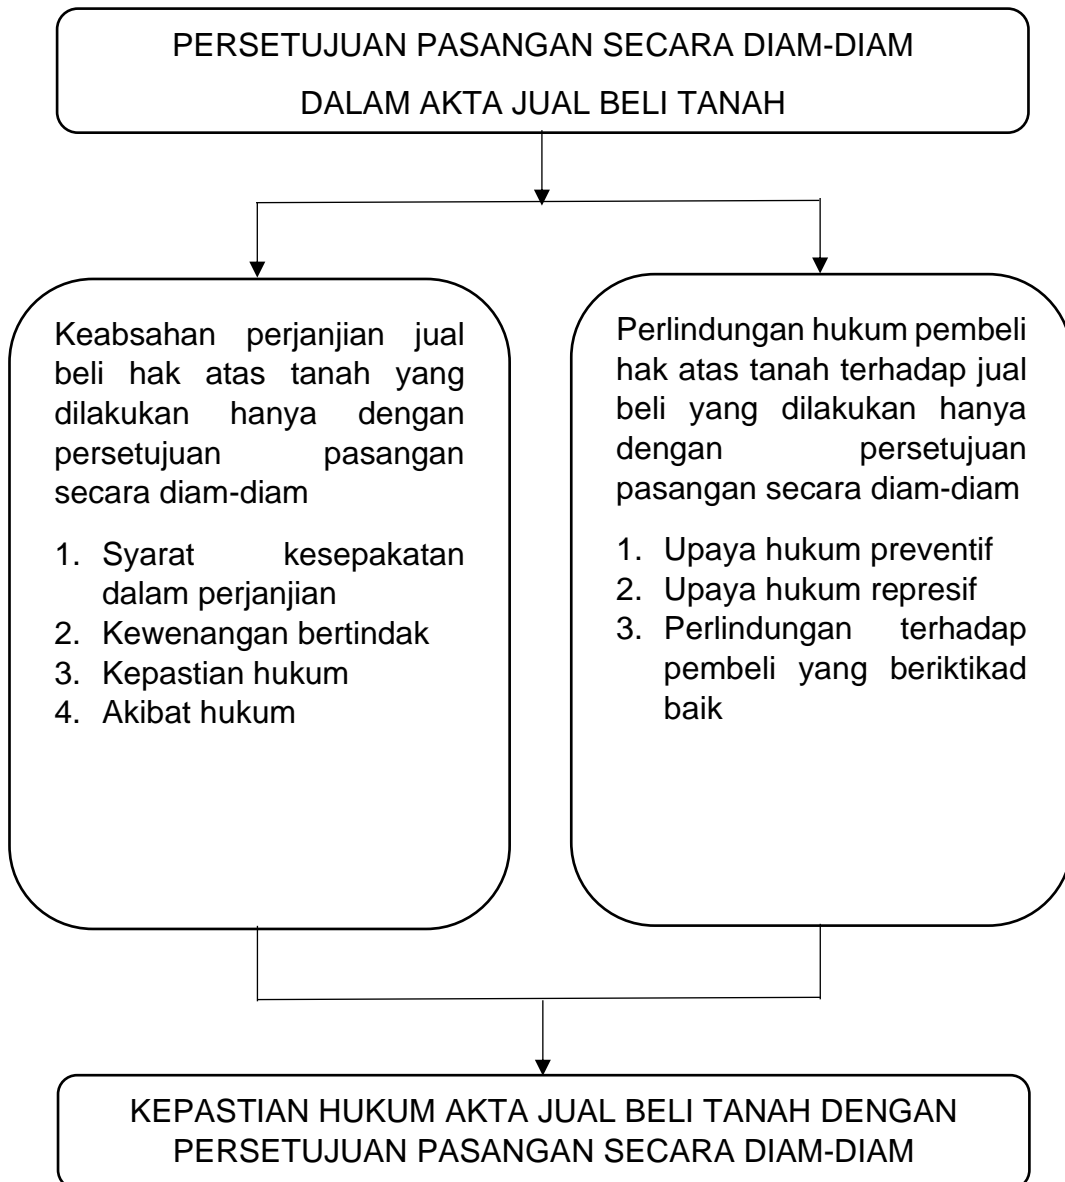 PERSETUJUAN PASANGAN SECARA DIAM-DIAM
DALAM AKTA JUAL BELI TANAH
Keabsahan perjanjian jual
beli hak atas tanah yang
dilakukan hanya dengan
persetujuan pasangan
secara diam-diam
1. Syarat kesepakatan
dalam perjanjian
2. Kewenangan bertindak
3. Kepastian hukum
4. Akibat hukum
Perlindungan hukum pembeli
hak atas tanah terhadap jual
beli yang dilakukan hanya
dengan persetujuan
pasangan secara diam-diam
1. Upaya hukum preventif
2. Upaya hukum represif
3. Perlindungan terhadap
pembeli yang beriktikad
baik
KEPASTIAN HUKUM AKTA JUAL BELI TANAH DENGAN
PERSETUJUAN PASANGAN SECARA DIAM-DIAM